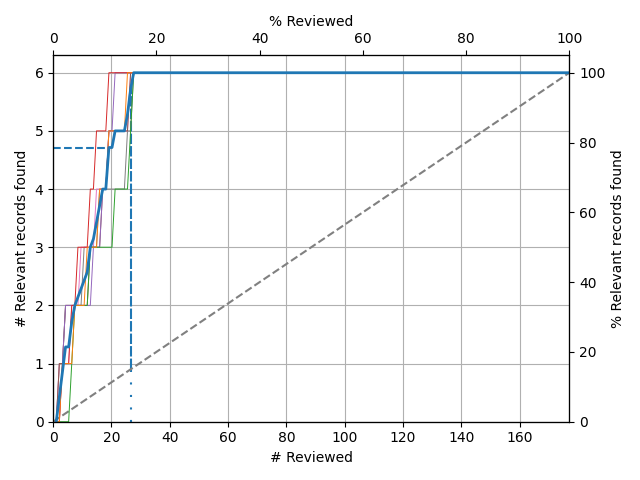 % Reviewed
0 20 40 60 80 100
6 100
5 80
4 60
3 40
2 20
1
0 0
# Relevant records found
% Relevant records found
0 20 40 60 80 100 120 140 160
# Reviewed